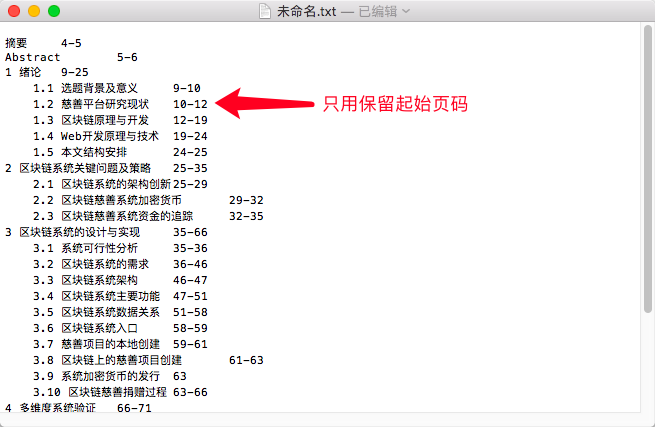 未命名.txt — 已编辑
摘要 4-5
Abstract 5-6
1 绪论 9-25
1.1 选题背景及意义 9-10
1.2 慈善平台研究现状 10-12
只用保留起始页码
1.3 区块链原理与开发 12-19
1.4 Web开发原理与技术 19-24
1.5 本文结构安排 24-25
2 区块链系统关键问题及策略 25-35
2.1 区块链系统的架构创新 25-29
2.2 区块链慈善系统加密货币 29-32
2.3 区块链慈善系统资金的追踪 32-35
3 区块链系统的设计与实现 35-66
3.1 系统可行性分析 35-36
3.2 区块链系统的需求 36-46
3.3 区块链系统架构 46-47
3.4 区块链系统主要功能 47-51
3.5 区块链系统数据关系 51-58
3.6 区块链系统入口 58-59
3.7 慈善项目的本地创建 59-61
3.8 区块链上的慈善项目创建 61-63
3.9 系统加密货币的发行 63
3.10 区块链慈善捐赠过程 63-66
4 多维度系统验证 66-71